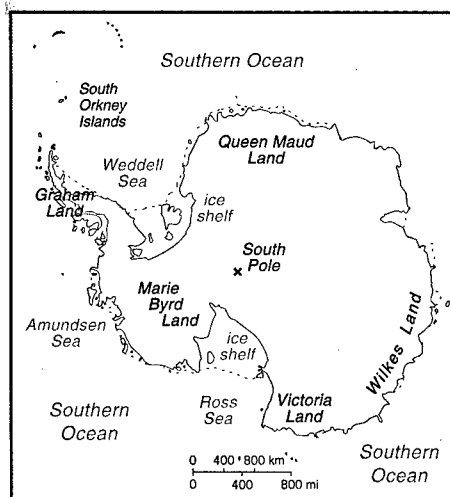 Southern Ocean
South
Orkney
Islands
Queen Maud
Land
Weddell
Sea
Graham
Land
ice
shelf
South
Pole
×
Marie
Byrd
Land
Amundsen
Sea
ice
shelf
Wilkes Land
Ross
Sea
Victoria
Land
Southern
Ocean
Southern
Ocean
0 400 800 km
0 400 800 mi